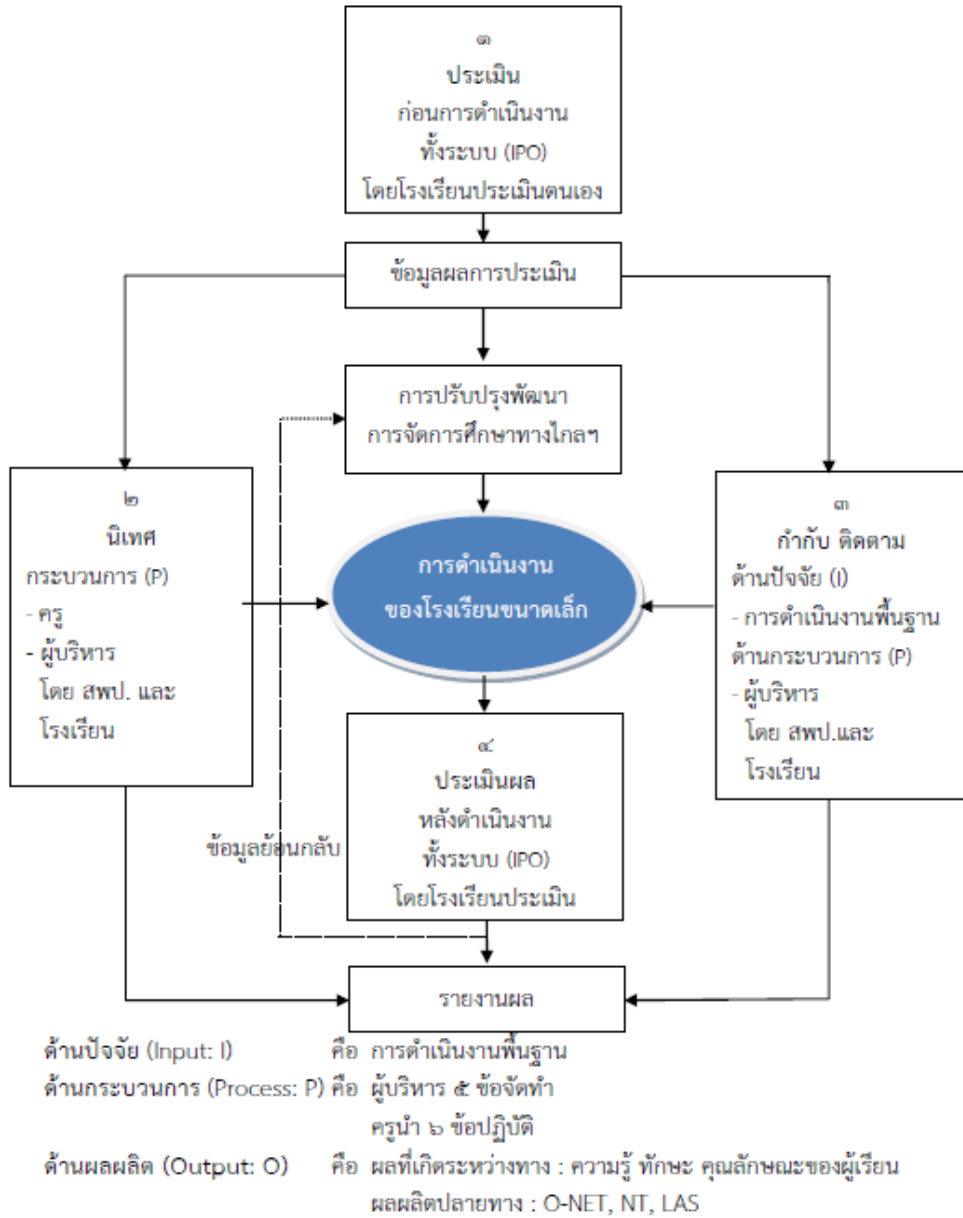 ๑
ประเมิน
ก่อนการดำเนินงาน
ทั้งระบบ (IPO)
โดยโรงเรียนประเมินตนเอง
ข้อมูลผลการประเมิน
การปรับปรุงพัฒนา
การจัดการศึกษาทางไกลฯ
๒
นิเทศ
กระบวนการ (P)
- ครู
- ผู้บริหาร
โดย สพป. และ
โรงเรียน
การดำเนินงาน
ของโรงเรียนขนาดเล็ก
๓
กำกับ ติดตาม
ด้านปัจจัย (I)
- การดำเนินงานพื้นฐาน
ด้านกระบวนการ (P)
- ผู้บริหาร
โดย สพป.และ
โรงเรียน
๔
ประเมินผล
หลังดำเนินงาน
ทั้งระบบ (IPO)
โดยโรงเรียนประเมิน
ข้อมูลย้อนกลับ
รายงานผล
ด้านปัจจัย (Input: I) คือ การดำเนินงานพื้นฐาน
ด้านกระบวนการ (Process: P) คือ ผู้บริหาร ๕ ข้อจัดทำ
ครูนำ ๖ ข้อปฏิบัติ
ด้านผลผลิต (Output: O) คือ ผลที่เกิดระหว่างทาง : ความรู้ ทักษะ คุณลักษณะของผู้เรียน
ผลผลิตปลายทาง : O-NET, NT, LAS